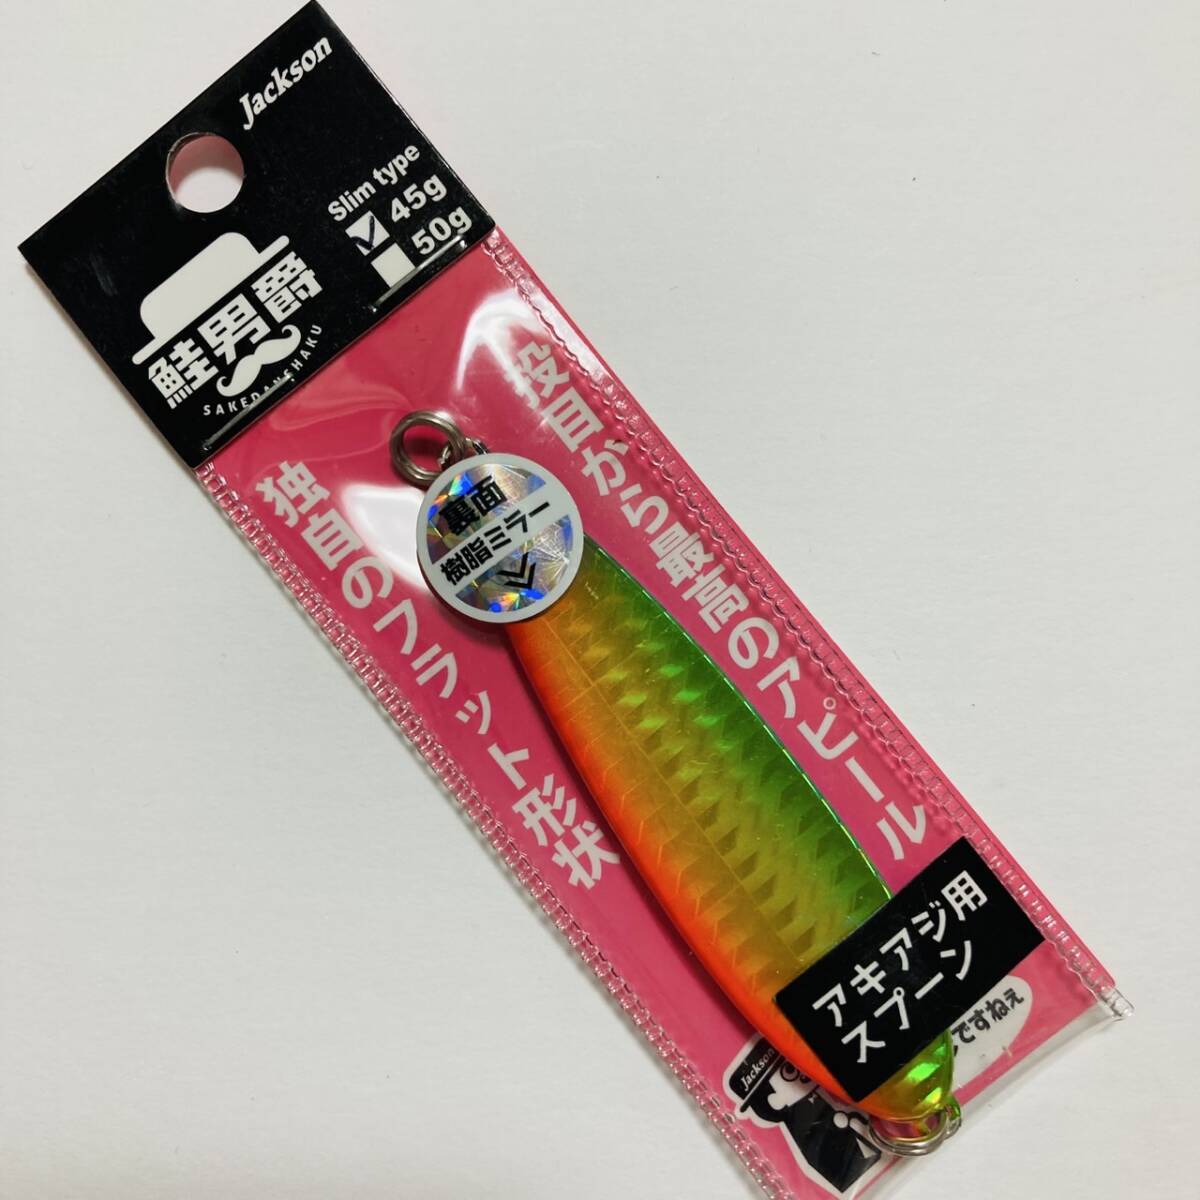 Jackson
Slim type
45g
50g
鮭男爵
SAKEDANSHAKU
投目から最高のアピール
独自のフラット形状
裏面
樹脂ミラー
アキアジ用
スプーン
ですねぇ
Jackson